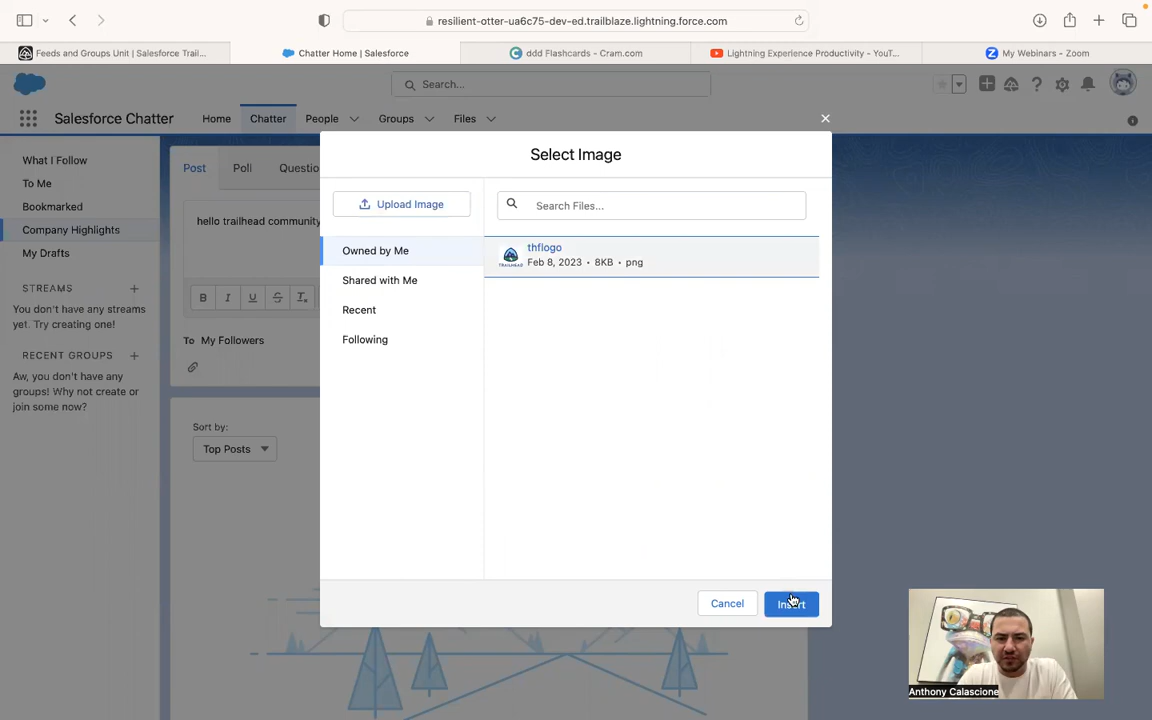 resilient-otter-ua6c75-dev-ed.trailblaze.lightning.force.com
Feeds and Groups Unit | Salesforce Trail...
Chatter Home | Salesforce
ddd Flashcards - Cram.com
Lightning Experience Productivity - YouT...
My Webinars - Zoom
Search...
Salesforce Chatter
Home
Chatter
People
Groups
Files
What I Follow
To Me
Bookmarked
Company Highlights
My Drafts
STREAMS
You don't have any streams
yet. Try creating one!
RECENT GROUPS
Aw, you don't have any
groups! Why not create or
join some now?
Post
Poll
Question
hello trailhead community
B I U S Tx
To My Followers
Sort by:
Top Posts
Select Image
Upload Image
Search Files...
Owned by Me
Shared with Me
Recent
Following
TRAILHEAD
thflogo
Feb 8, 2023 • 8KB • png
Cancel
Insert
Anthony Calascione